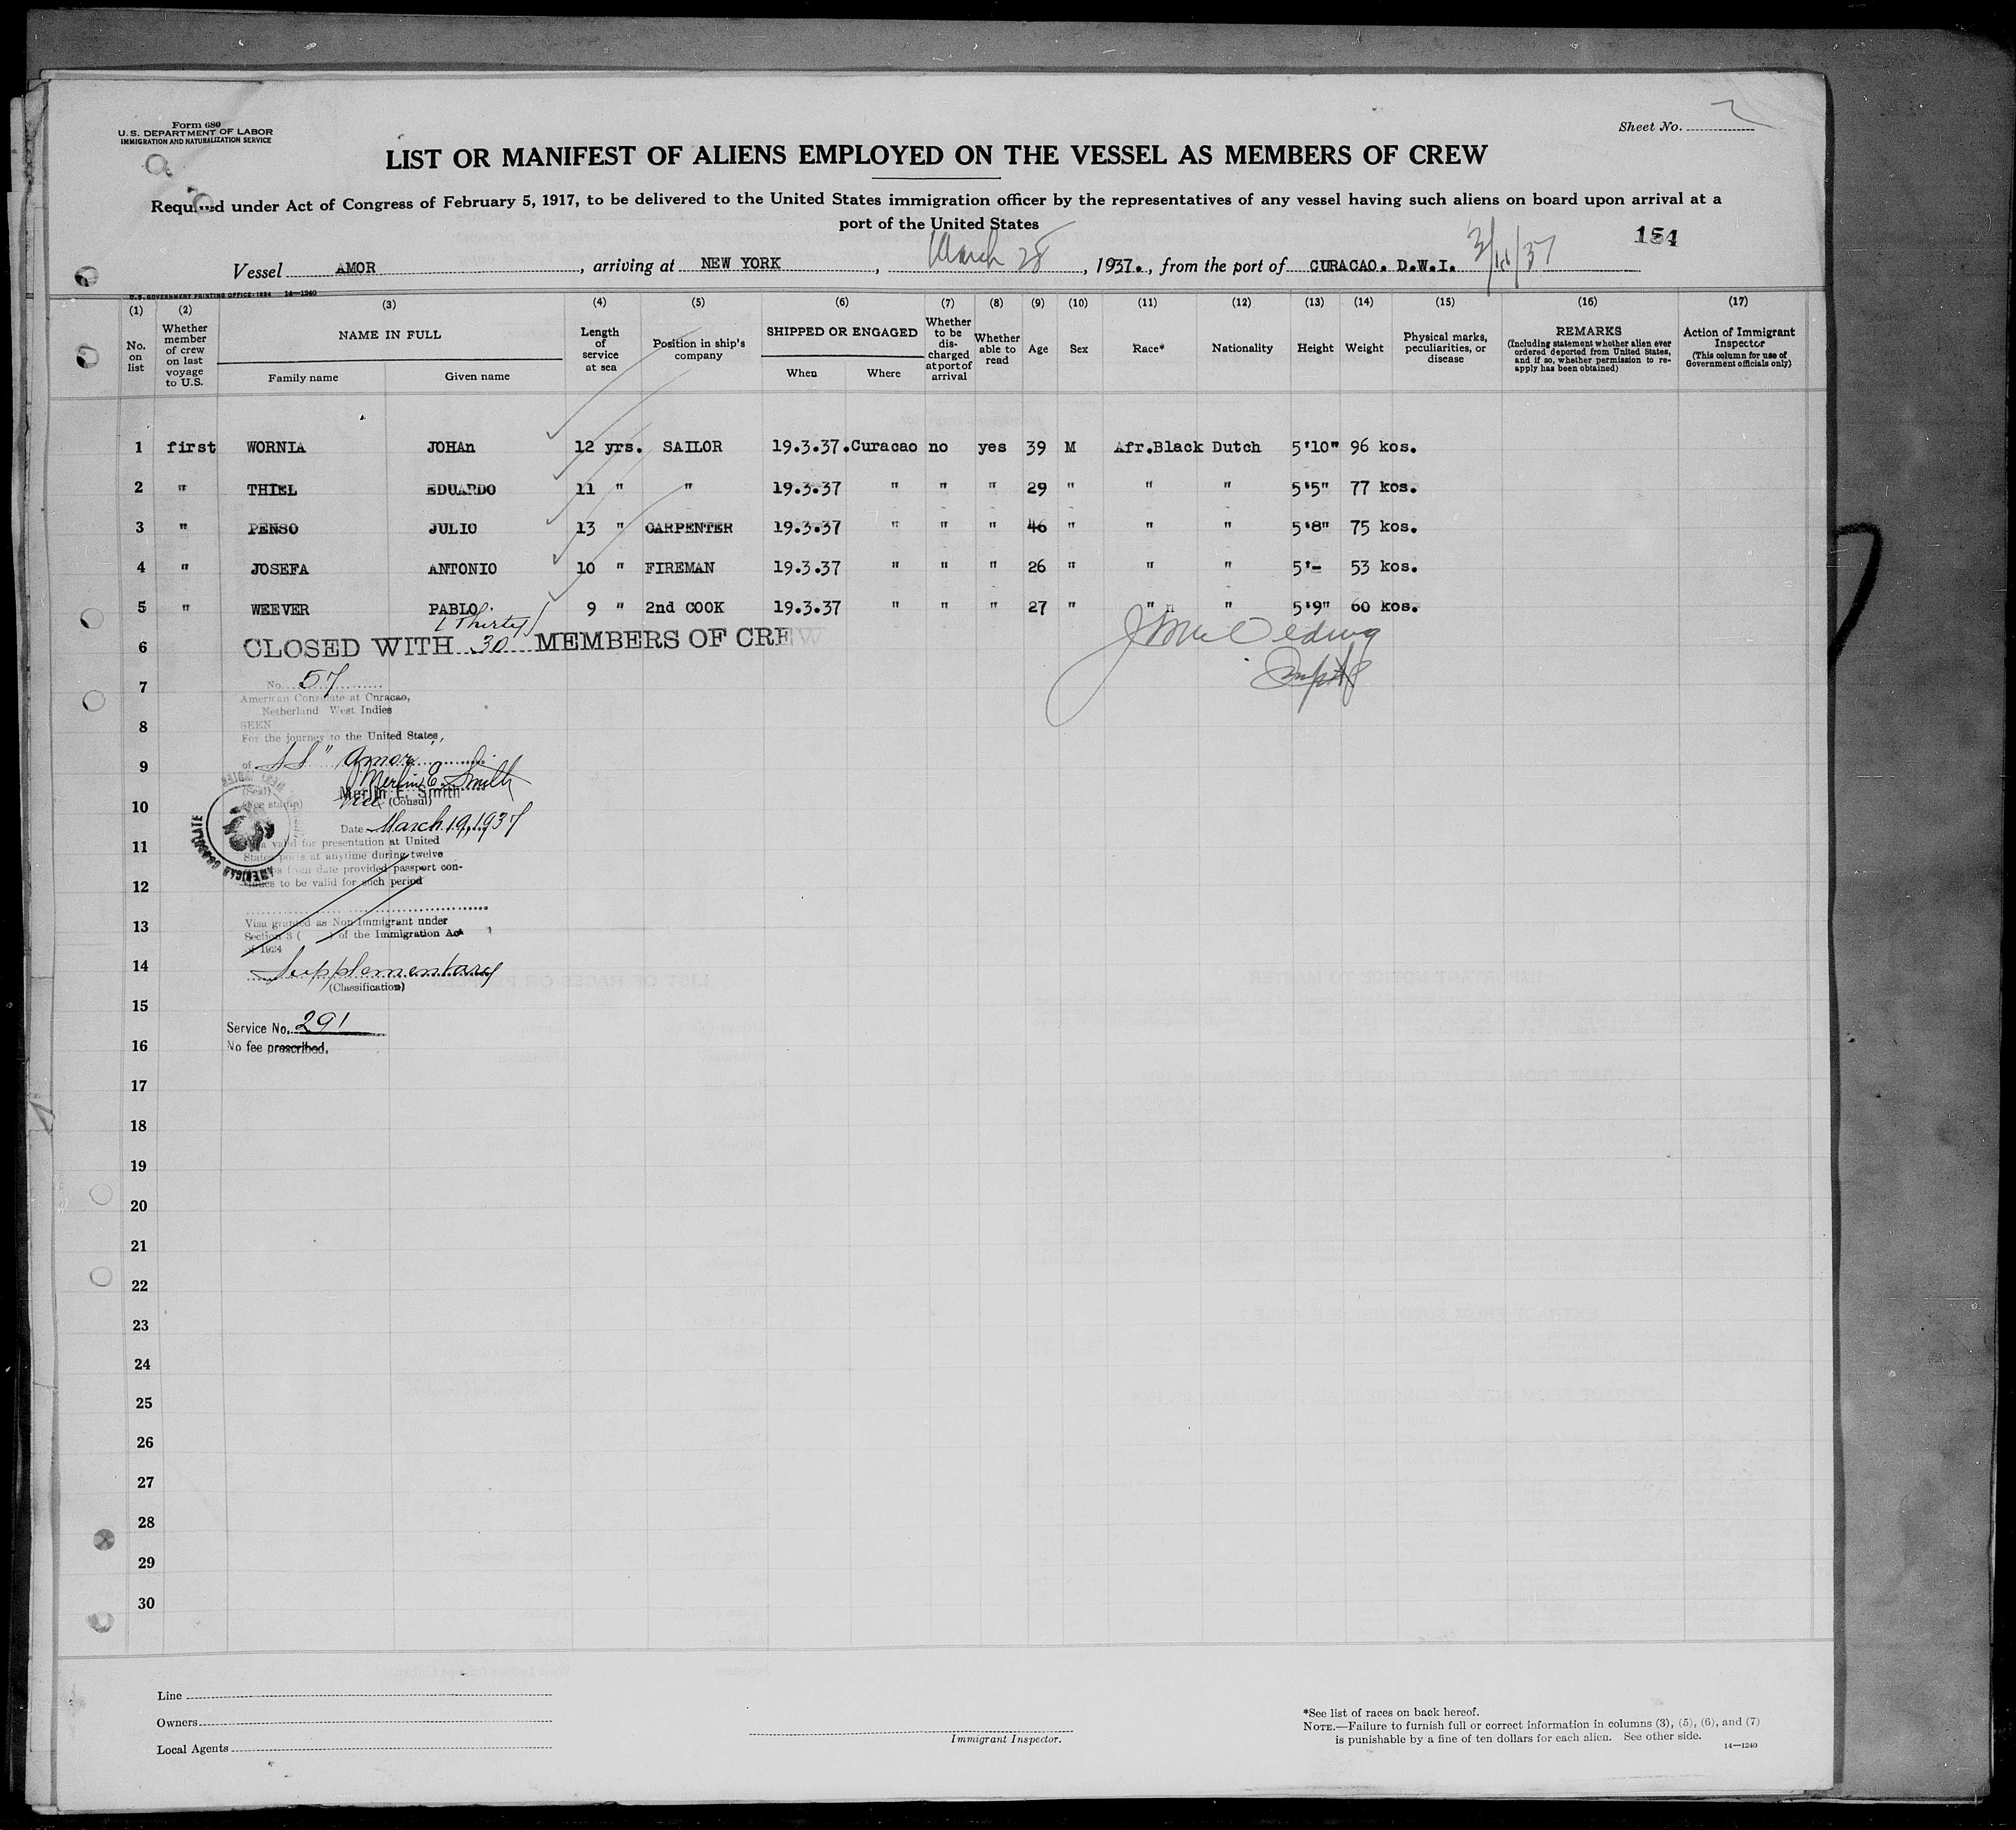 Form 680
U. S. DEPARTMENT OF LABOR
IMMIGRATION AND NATURALIZATION SERVICE
Sheet No. 2
LIST OR MANIFEST OF ALIENS EMPLOYED ON THE VESSEL AS MEMBERS OF CREW
Required under Act of Congress of February 5, 1917, to be delivered to the United States immigration officer by the representatives of any vessel having such aliens on board upon arrival at a
port of the United States
154
Vessel AMOR, arriving at NEW YORK, March 28, 1937., from the port of CURACAO. D.W.I.
U.S. GOVERNMENT PRINTING OFFICE: 1934 14—1240
(1) (2) (3) (4) (5) (6) (7) (8) (9) (10) (11) (12) (13) (14) (15) (16) (17)
No. on list
Whether member of crew on last voyage to U.S.
NAME IN FULL
Family name Given name
Length of service at sea
Position in ship's company
SHIPPED OR ENGAGED
When Where
Whether to be discharged at port of arrival
Whether able to read
Age Sex Race* Nationality Height Weight
Physical marks, peculiarities, or disease
REMARKS
(Including statement whether alien ever ordered deported from United States, and if so, whether permission to re-apply has been obtained)
Action of Immigrant Inspector
(This column for use of Government officials only)
1 first WORNIA JOHAn 12 yrs. SAILOR 19.3.37. Curacao no yes 39 M Afr.Black Dutch 5'10" 96 kos.
2 " THIEL EDUARDO 11 " " 19.3.37 " " " 29 " " " 5'5" 77 kos.
3 " PENSO JULIO 13 " CARPENTER 19.3.37 " " " 46 " " " 5'8" 75 kos.
4 " JOSEFA ANTONIO 10 " FIREMAN 19.3.37 " " " 26 " " " 5'- 53 kos.
5 " WEEVER PABLO. 9 " 2nd COOK 19.3.37 " " " 27 " " " 5'9" 60 kos.
(Thirty)
6 CLOSED WITH 30 MEMBERS OF CREW
7 No. 57
American Consulate at Curacao,
Netherland West Indies
8 SEEN
For the journey to the United States,
9 of SS "Amor"
Merlin E. Smith
(Seal)
10 (Fee stamp)
Merlin E. Smith
Vice (Consul)
AMERICAN CONSULATE
Date March 19, 1937
11 Visa valid for presentation at United
States ports at anytime during twelve
months from date provided passport con-
12 tinues to be valid for such period
13 Visa granted as Non Immigrant under
Section 3 ( ) of the Immigration Act
of 1924
14 Supplementary
(Classification)
15
Service No. 291
16 No fee prescribed.
17
18
19
20
21
22
23
24
25
26
27
28
29
30
Line
Owners
Local Agents
Immigrant Inspector.
*See list of races on back hereof.
NOTE.—Failure to furnish full or correct information in columns (3), (5), (6), and (7)
is punishable by a fine of ten dollars for each alien. See other side.
14—1240